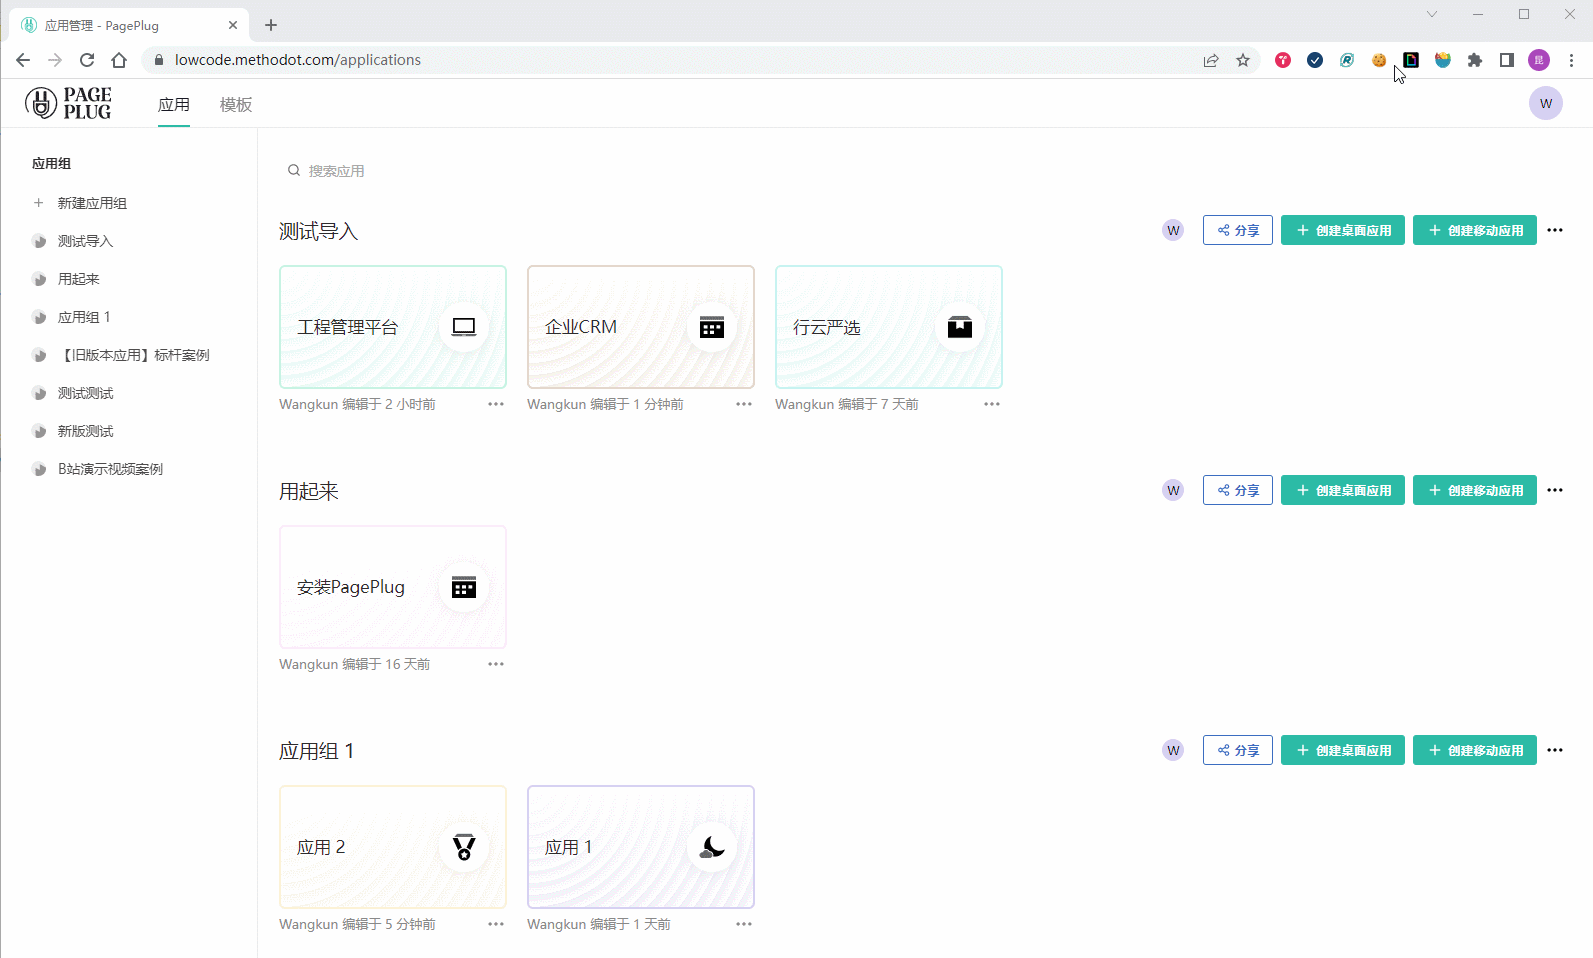 应用管理 - PagePlug
lowcode.methodot.com/applications
昆
PAGE
PLUG
应用
模板
W
应用组
新建应用组
测试导入
用起来
应用组 1
【旧版本应用】标杆案例
测试测试
新版测试
B站演示视频案例
搜索应用
测试导入
W
分享
创建桌面应用
创建移动应用
工程管理平台
企业CRM
行云严选
Wangkun 编辑于 2 小时前
Wangkun 编辑于 1 分钟前
Wangkun 编辑于 7 天前
用起来
W
分享
创建桌面应用
创建移动应用
安装PagePlug
Wangkun 编辑于 16 天前
应用组 1
W
分享
创建桌面应用
创建移动应用
应用 2
应用 1
Wangkun 编辑于 5 分钟前
Wangkun 编辑于 1 天前